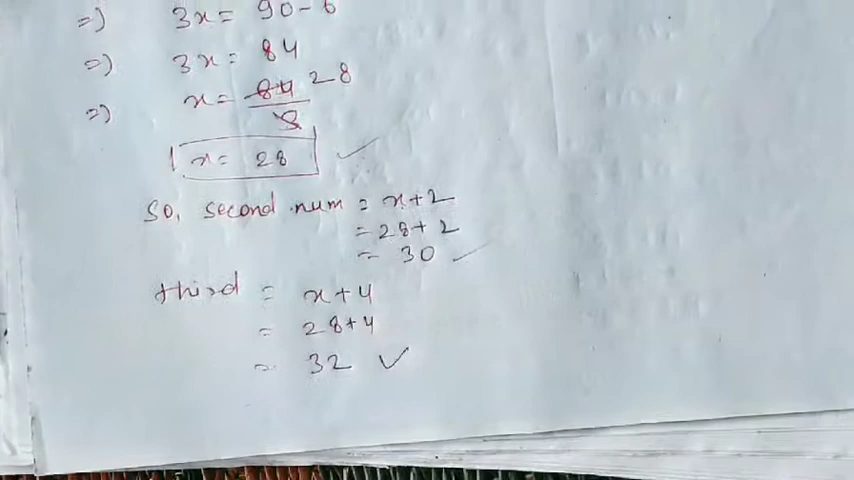 =) 3x = 90-6
=) 3x = 84
=) x = 84/3 28
x = 28 ✓
So, second num = x+2
= 28+2
= 30 ✓
third = x+4
= 28+4
= 32 ✓